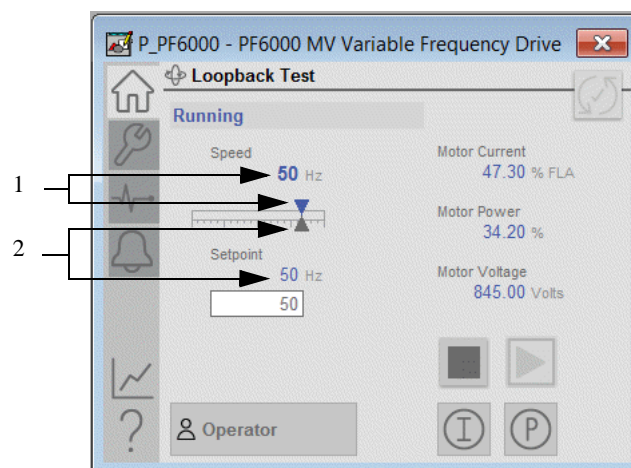 P_PF6000 - PF6000 MV Variable Frequency Drive
Loopback Test
Running
Speed
50 Hz
1
2
Setpoint
50 Hz
50
Motor Current
47.30 % FLA
Motor Power
34.20 %
Motor Voltage
845.00 Volts
Operator
I
P
?